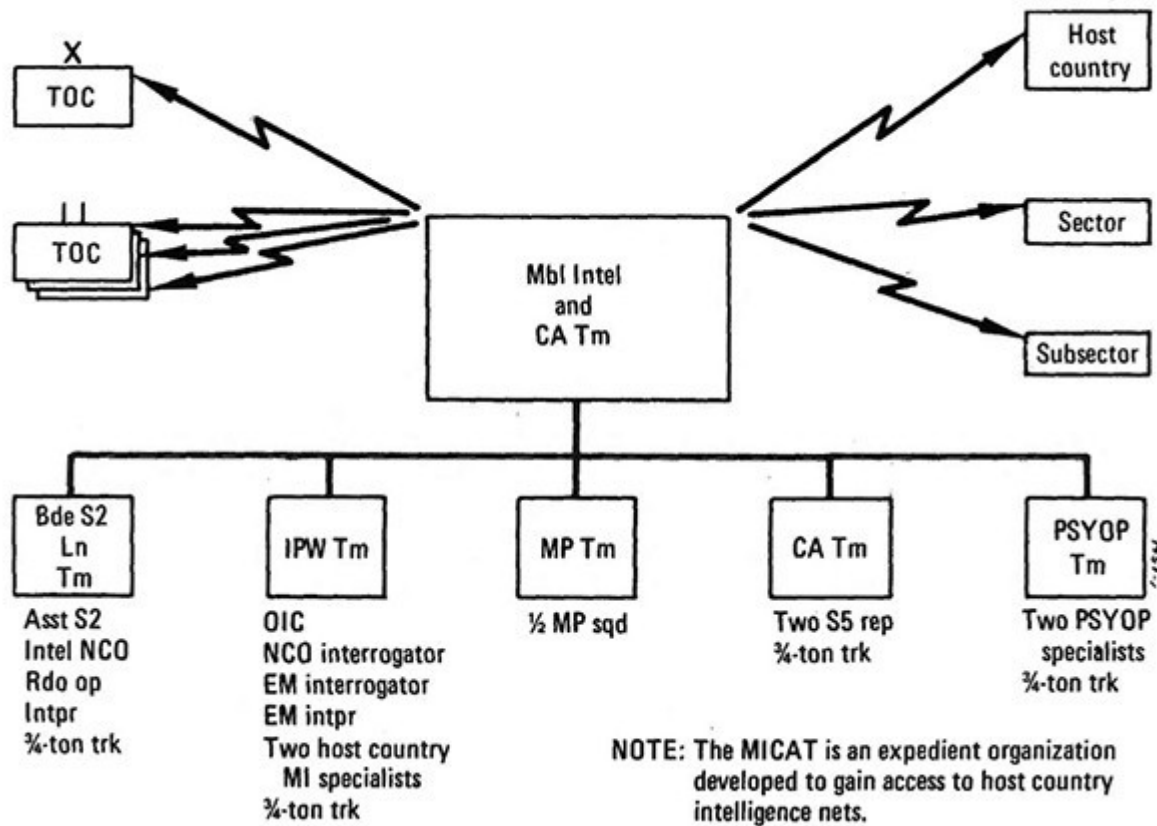 X
TOC
TOC
Host
country
Sector
Subsector
Mbl Intel
and
CA Tm
Bde S2
Ln
Tm
Asst S2
Intel NCO
Rdo op
Intpr
¾-ton trk
IPW Tm
OIC
NCO interrogator
EM interrogator
EM intpr
Two host country
MI specialists
¾-ton trk
MP Tm
½ MP sqd
CA Tm
Two S5 rep
¾-ton trk
PSYOP
Tm
Two PSYOP
specialists
¾-ton trk
NOTE: The MICAT is an expedient organization
developed to gain access to host country
intelligence nets.